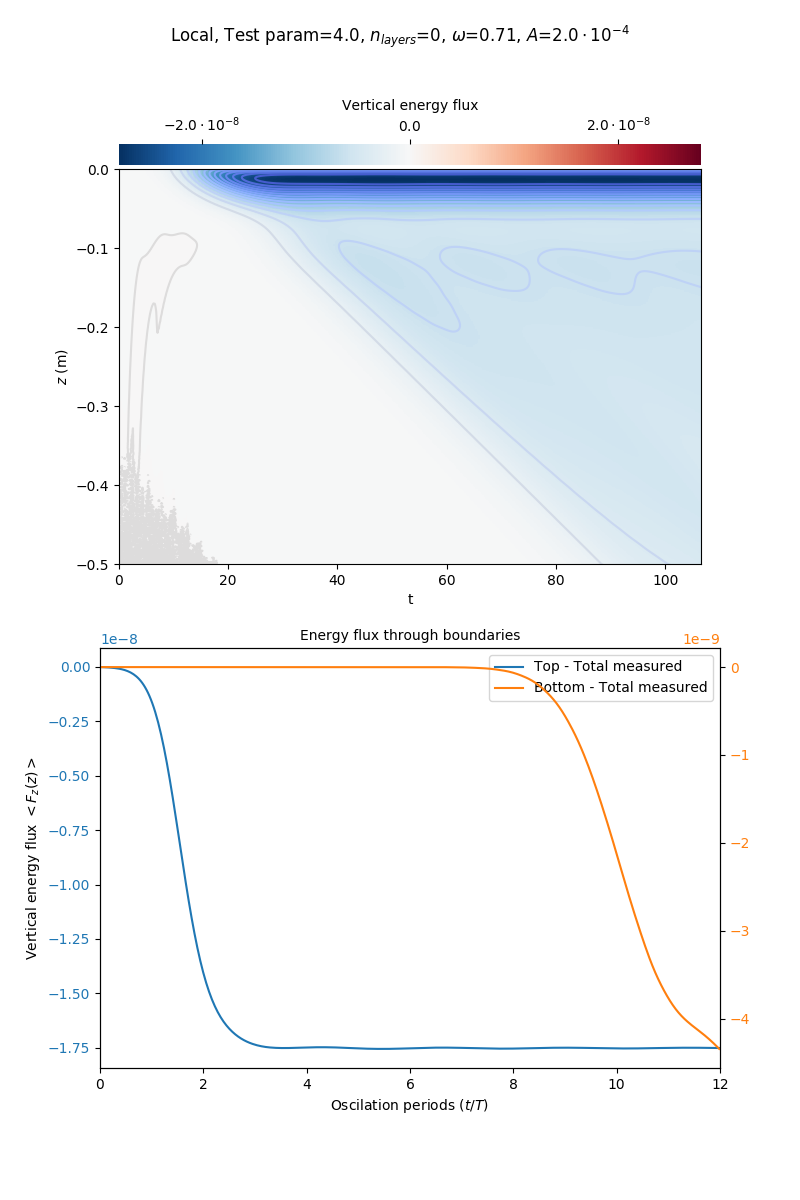 Local, Test param=4.0, $n_{layers}$=0, $\omega$=0.71, $A$=2.0 · 10$^{-4}$
Vertical energy flux
−2.0 · 10$^{-8}$ 0.0 2.0 · 10$^{-8}$
0.0
−0.1
−0.2
−0.3
−0.4
−0.5
z (m)
0 20 40 60 80 100
t
Energy flux through boundaries
1e−8 1e−9
Top - Total measured
Bottom - Total measured
0.00
−0.25
−0.50
−0.75
−1.00
−1.25
−1.50
−1.75
Vertical energy flux $< F_z(z) >$
0
−1
−2
−3
−4
0 2 4 6 8 10 12
Oscilation periods ($t/T$)